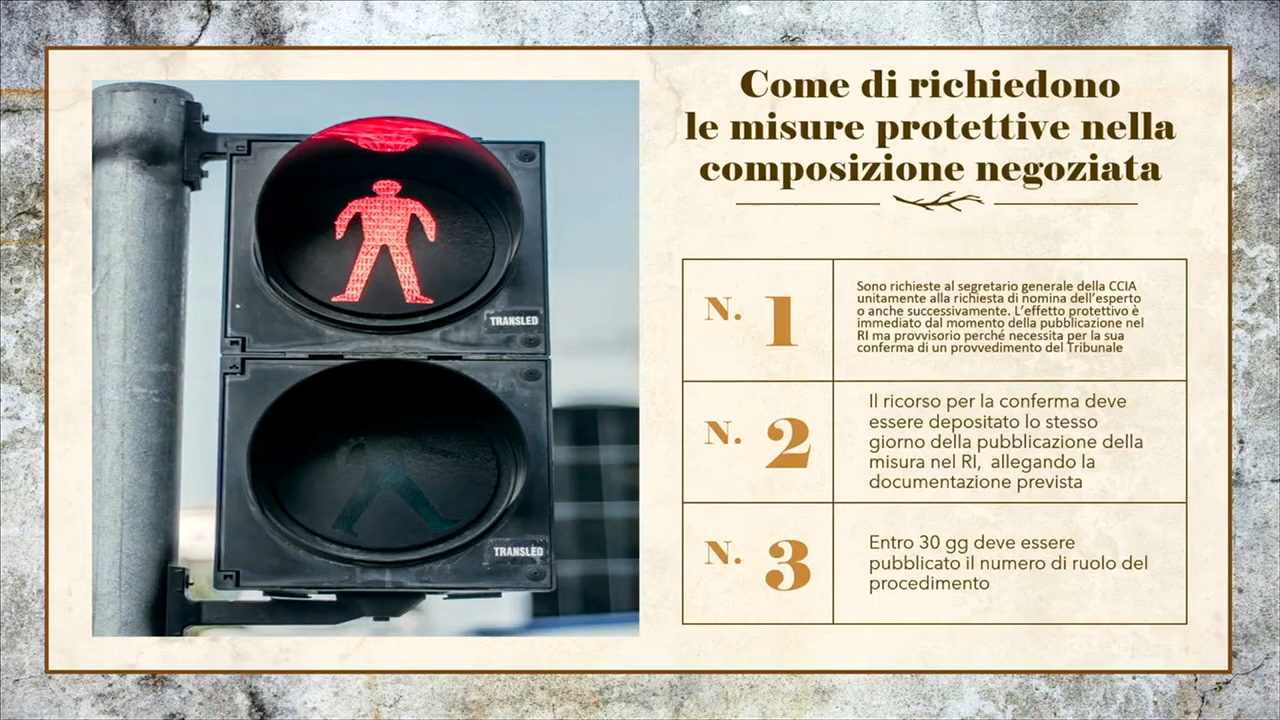 Come di richiedono
le misure protettive nella
composizione negoziata
TRANSLED
TRANSLED
N. 1
Sono richieste al segretario generale della CCIA
unitamente alla richiesta di nomina dell'esperto
o anche successivamente. L'effetto protettivo è
immediato dal momento della pubblicazione nel
RI ma provvisorio perché necessita per la sua
conferma di un provvedimento del Tribunale
N. 2
Il ricorso per la conferma deve
essere depositato lo stesso
giorno della pubblicazione della
misura nel RI, allegando la
documentazione prevista
N. 3
Entro 30 gg deve essere
pubblicato il numero di ruolo del
procedimento